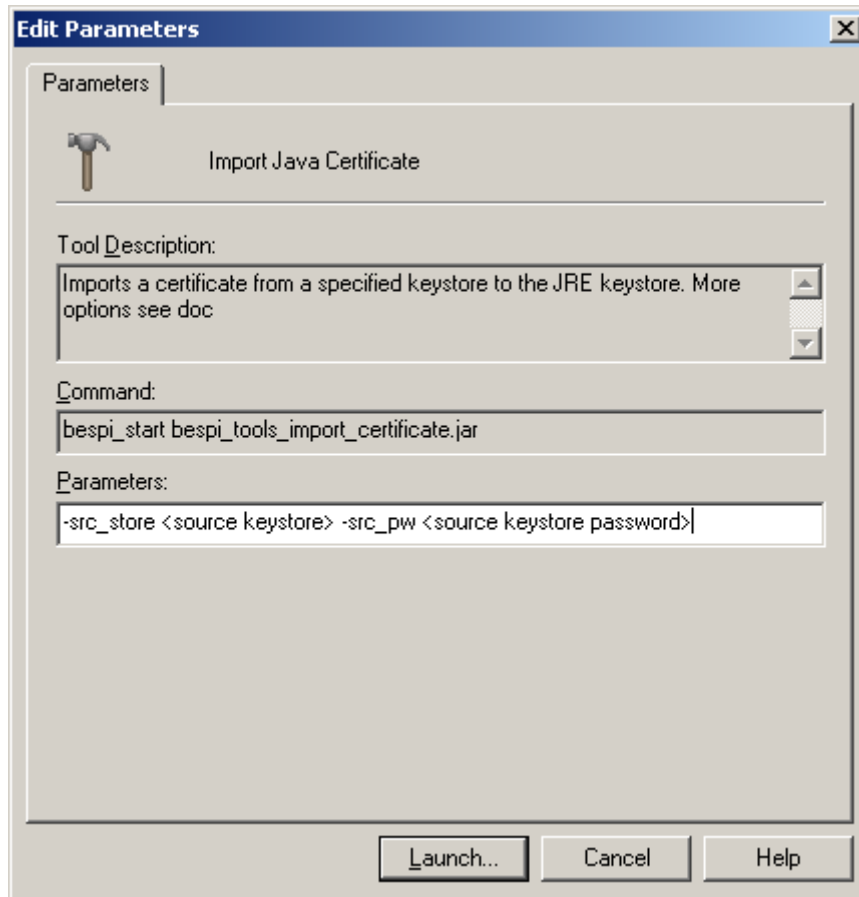 Edit Parameters
Parameters
Import Java Certificate
Tool Description:
Imports a certificate from a specified keystore to the JRE keystore. More
options see doc
Command:
bespi_start bespi_tools_import_certificate.jar
Parameters:
-src_store <source keystore> -src_pw <source keystore password>
Launch...
Cancel
Help